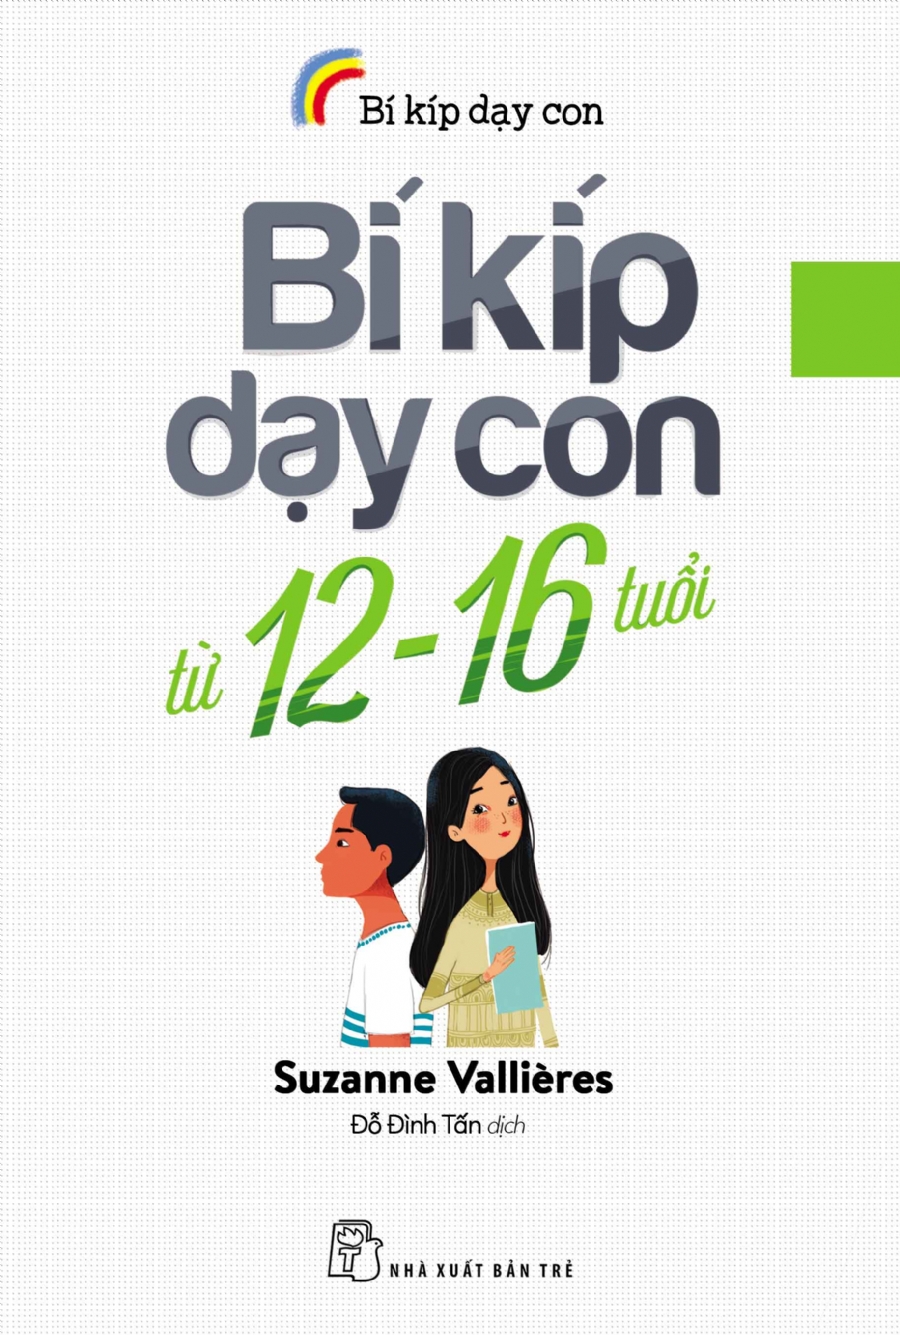 Bí kíp dạy con
Bí kíp
dạy con
từ 12-16 tuổi
Suzanne Vallières
Đỗ Đình Tấn dịch
T
NHÀ XUẤT BẢN TRẺ